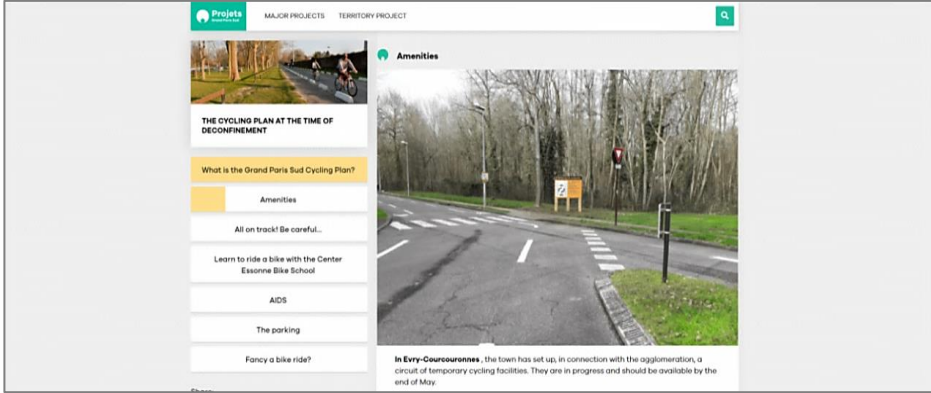 Projets
MAJOR PROJECTS
TERRITORY PROJECT
THE CYCLING PLAN AT THE TIME OF
DECONFINEMENT
What is the Grand Paris Sud Cycling Plan?
Amenities
All on track! Be careful...
Learn to ride a bike with the Center
Essonne Bike School
AIDS
The parking
Fancy a bike ride?
Share
Amenities
In Evry-Courcouronnes , the town has set up, in connection with the agglomeration, a
circuit of temporary cycling facilities. They are in progress and should be available by the
end of May.